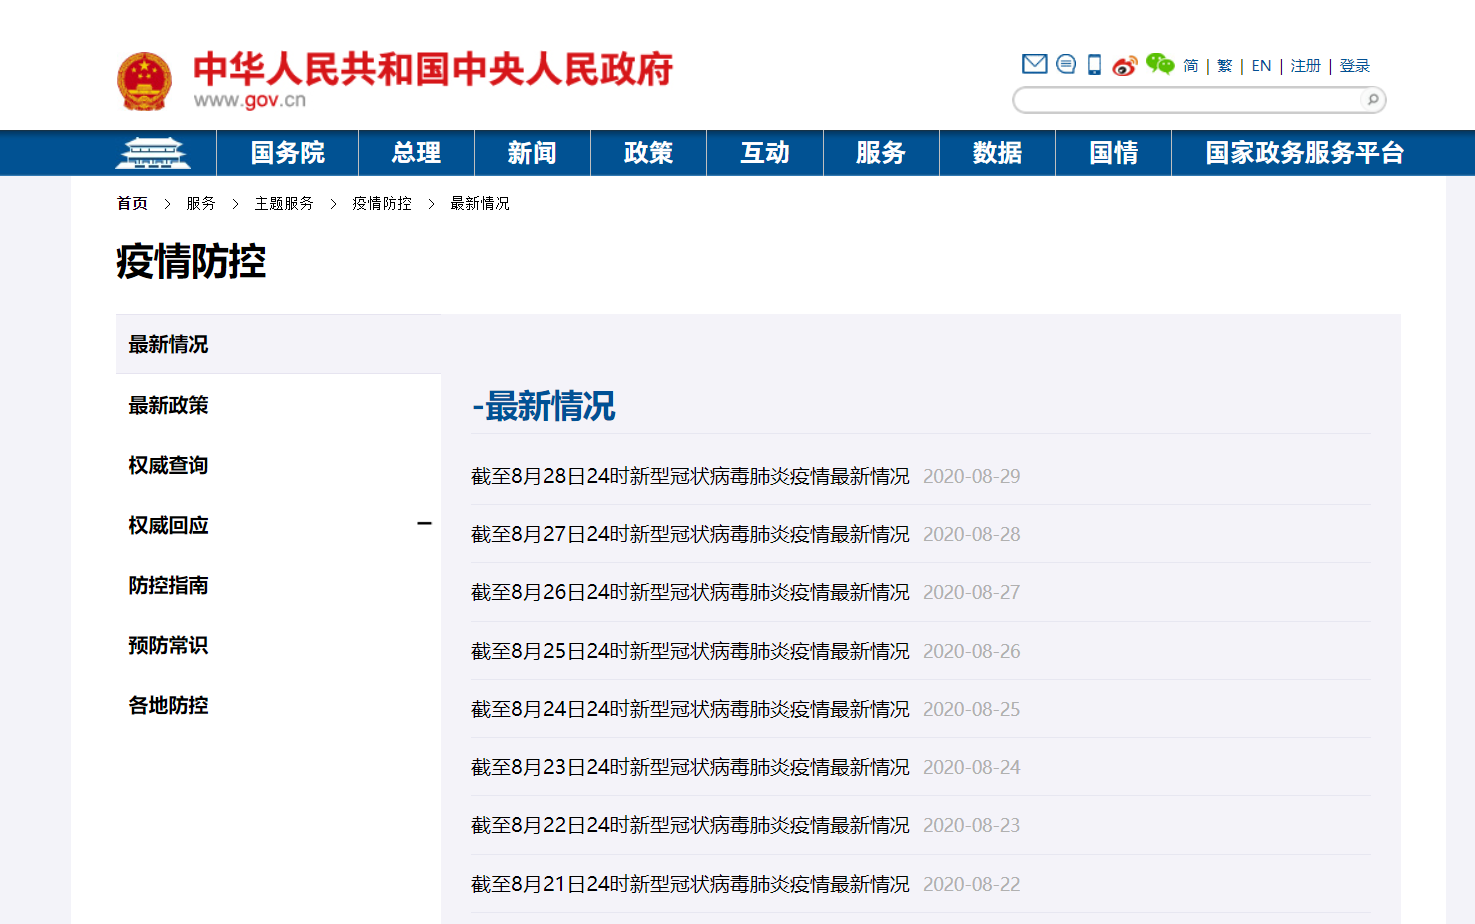 中华人民共和国中央人民政府
www.gov.cn
简 | 繁 | EN | 注册 | 登录
国务院 总理 新闻 政策 互动 服务 数据 国情 国家政务服务平台
首页 > 服务 > 主题服务 > 疫情防控 > 最新情况
疫情防控
最新情况
最新政策
权威查询
权威回应
防控指南
预防常识
各地防控
-最新情况
截至8月28日24时新型冠状病毒肺炎疫情最新情况 2020-08-29
截至8月27日24时新型冠状病毒肺炎疫情最新情况 2020-08-28
截至8月26日24时新型冠状病毒肺炎疫情最新情况 2020-08-27
截至8月25日24时新型冠状病毒肺炎疫情最新情况 2020-08-26
截至8月24日24时新型冠状病毒肺炎疫情最新情况 2020-08-25
截至8月23日24时新型冠状病毒肺炎疫情最新情况 2020-08-24
截至8月22日24时新型冠状病毒肺炎疫情最新情况 2020-08-23
截至8月21日24时新型冠状病毒肺炎疫情最新情况 2020-08-22